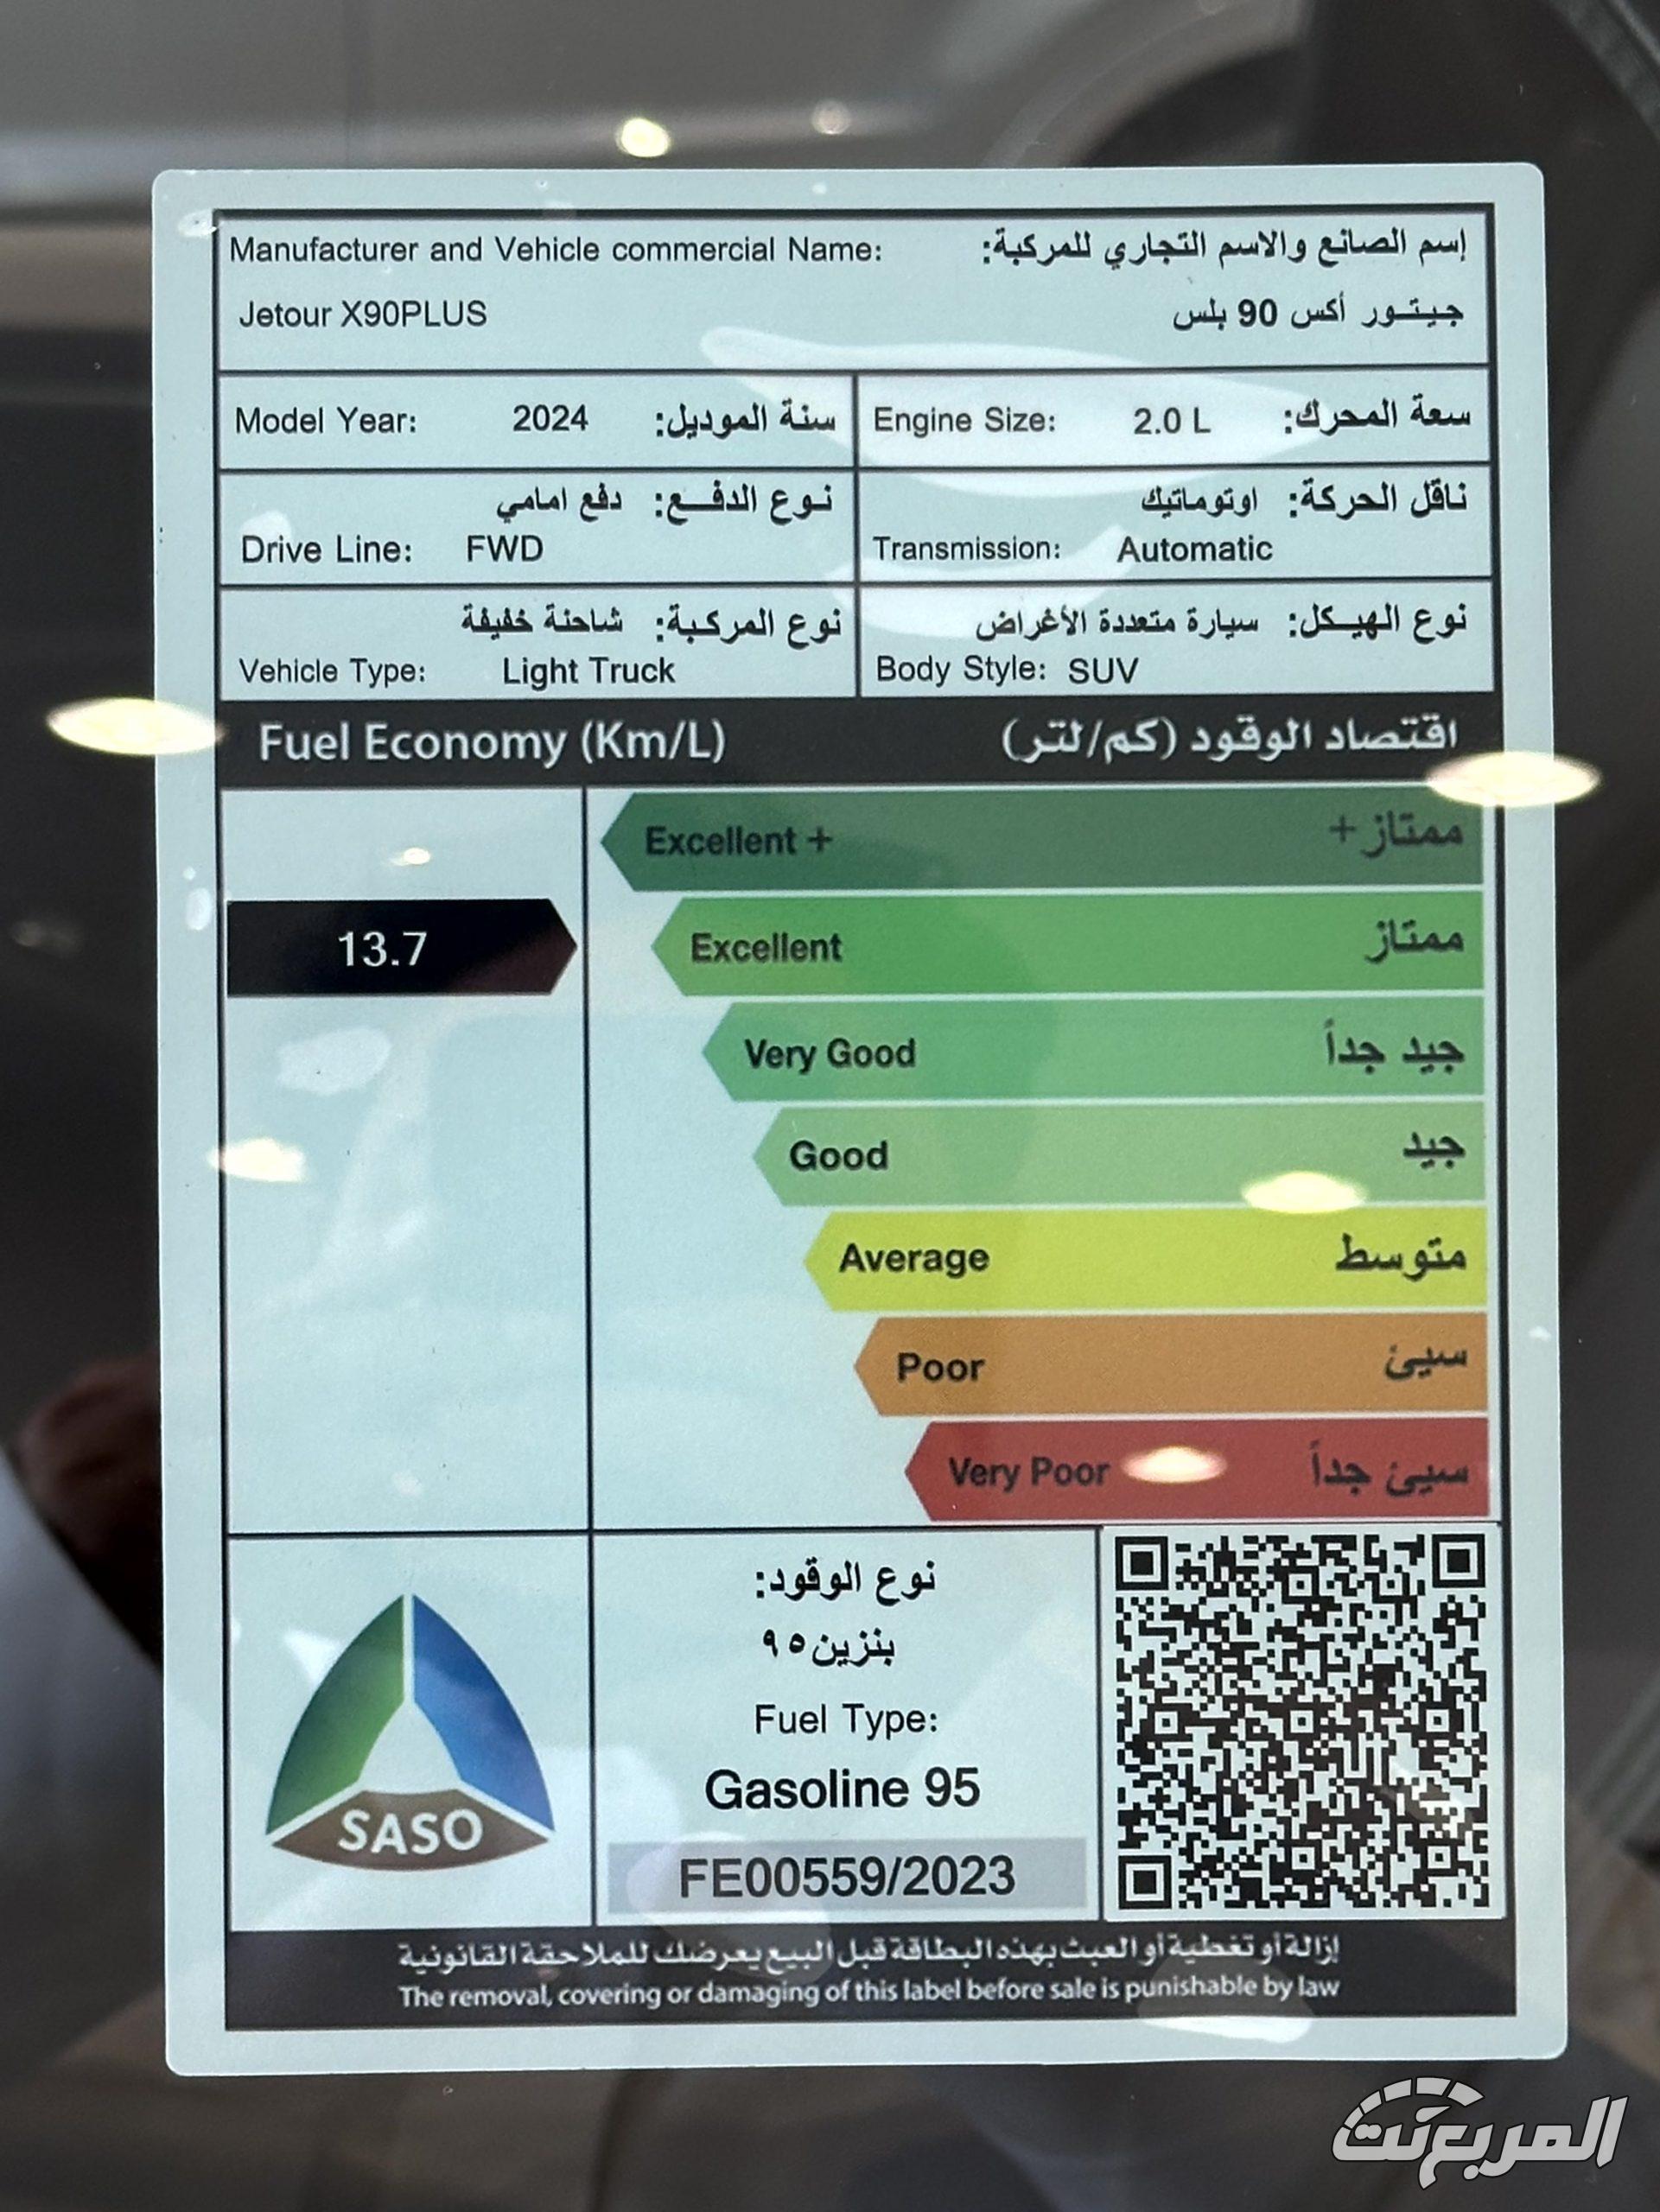 Manufacturer and Vehicle commercial Name: إسم الصانع والاسم التجاري للمركبة:
Jetour X90PLUS جيتور أكس 90 بلس
Model Year: 2024 سنة الموديل:
Engine Size: 2.0 L سعة المحرك:
نوع الدفع: دفع امامي
Drive Line: FWD
ناقل الحركة: اوتوماتيك
Transmission: Automatic
نوع المركبة: شاحنة خفيفة
Vehicle Type: Light Truck
نوع الهيكل: سيارة متعددة الأغراض
Body Style: SUV
Fuel Economy (Km/L) اقتصاد الوقود (كم/لتر)
Excellent + ممتاز +
13.7
Excellent ممتاز
Very Good جيد جداً
Good جيد
Average متوسط
Poor سيئ
Very Poor سيئ جداً
SASO
نوع الوقود:
بنزين ٩٥
Fuel Type:
Gasoline 95
FE00559/2023
إزالة أو تغطية أو العبث بهذه البطاقة قبل البيع يعرضك للملاحقة القانونية
The removal, covering or damaging of this label before sale is punishable by law
المربع نت